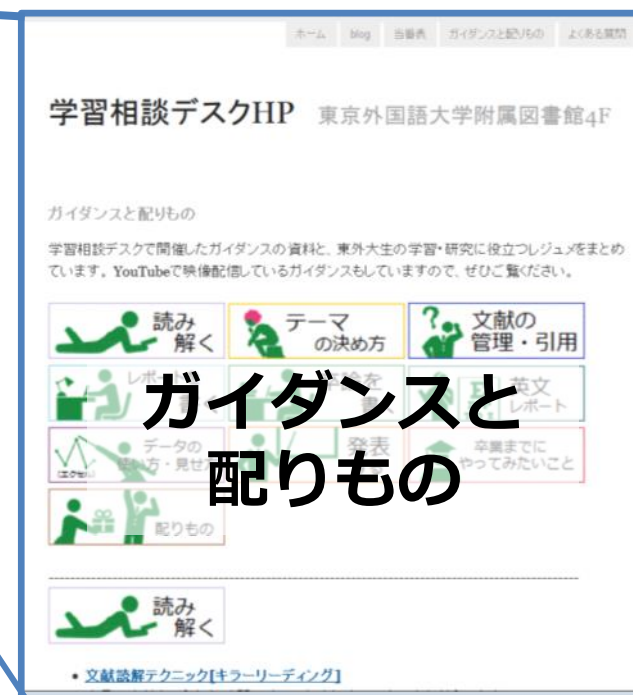 ホーム blog 当番表 ガイダンスと配りもの よくある質問
学習相談デスクHP 東京外国語大学附属図書館4F
ガイダンスと配りもの
学習相談デスクで開催したガイダンスの資料と、東外大生の学習・研究に役立つレジュメをまとめ
ています。YouTubeで映像配信しているガイダンスもしていますので、ぜひご覧ください。
読み
解く
テーマ
の決め方
文献の
管理・引用
レポート
英文
レポート
ガイダンスと
配りもの
データの
方・見せ
発表
卒業までに
やってみたいこと
配りもの
読み
解く
・文献読解テクニック[キラーリーディング]